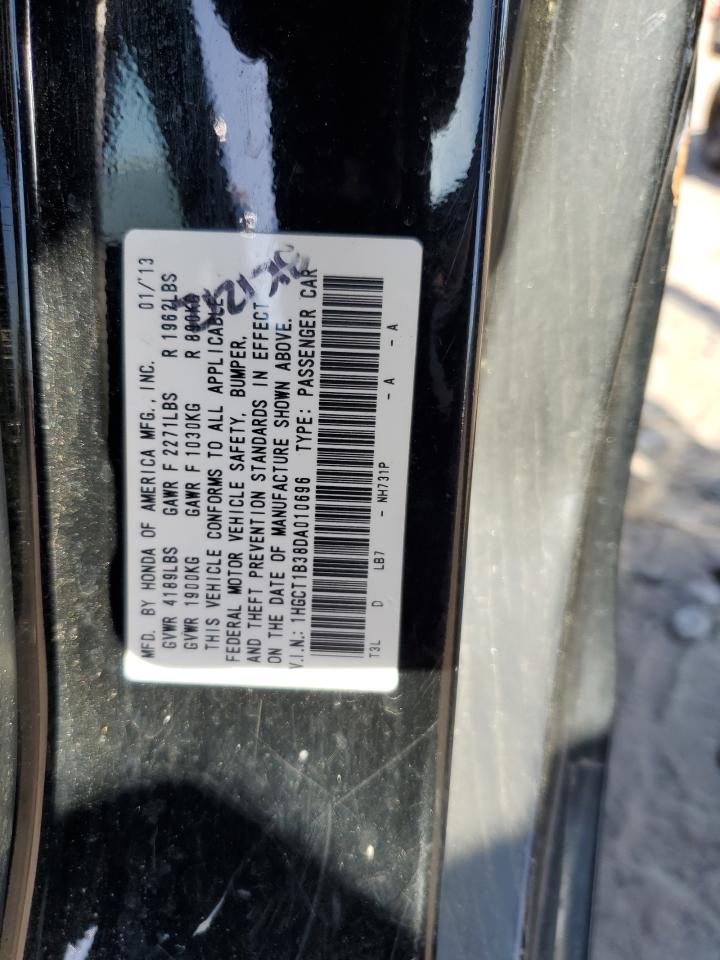 MFD. BY HONDA OF AMERICA MFG., INC. 01/13
GVWR 4189LBS GAWR F 2271LBS R 1962LBS
GVWR 1900KG GAWR F 1030KG R 890KG
THIS VEHICLE CONFORMS TO ALL APPLICABLE
FEDERAL MOTOR VEHICLE SAFETY, BUMPER,
AND THEFT PREVENTION STANDARDS IN EFFECT
ON THE DATE OF MANUFACTURE SHOWN ABOVE.
V.I.N.: 1HGCT1B38DA010696 TYPE: PASSENGER CAR
T3L D LB7 - NH731P - A - A